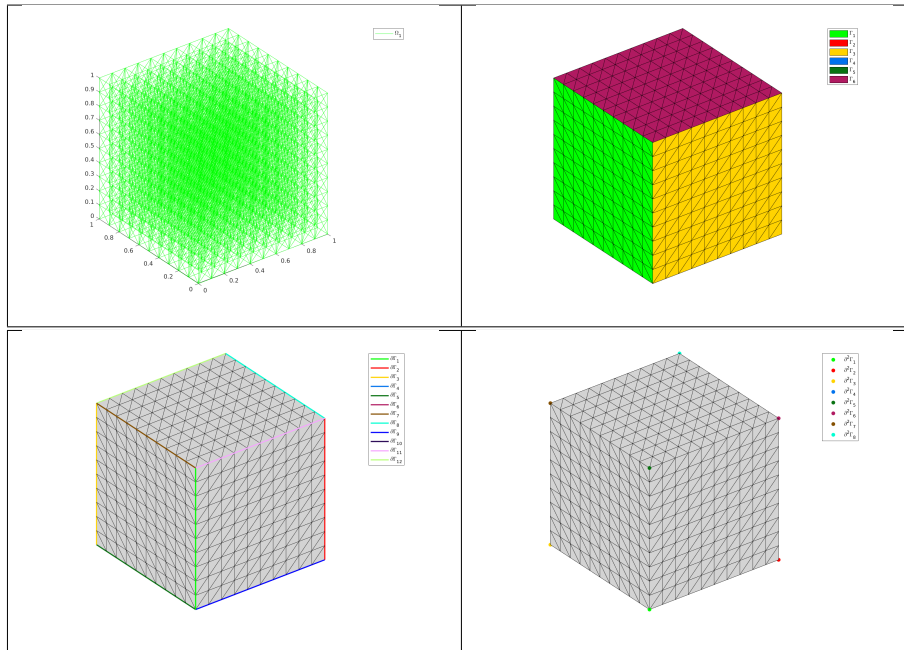 Ω₁
1
0.9
0.8
0.7
0.6
0.5
0.4
0.3
0.2
0.1
0
1
0.8
0.6
0.4
0.2
0
0
0.2
0.4
0.6
0.8
1
Γ₁
Γ₂
Γ₃
Γ₄
Γ₅
Γ₆
∂Γ₁
∂Γ₂
∂Γ₃
∂Γ₄
∂Γ₅
∂Γ₆
∂Γ₇
∂Γ₈
∂Γ₉
∂Γ₁₀
∂Γ₁₁
∂Γ₁₂
∂²Γ₁
∂²Γ₂
∂²Γ₃
∂²Γ₄
∂²Γ₅
∂²Γ₆
∂²Γ₇
∂²Γ₈